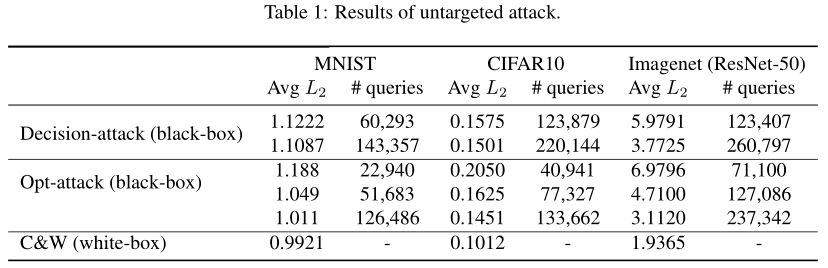 Table 1: Results of untargeted attack.
MNIST CIFAR10 Imagenet (ResNet-50)
Avg L₂ # queries Avg L₂ # queries Avg L₂ # queries
Decision-attack (black-box)
1.1222 60,293 0.1575 123,879 5.9791 123,407
1.1087 143,357 0.1501 220,144 3.7725 260,797
Opt-attack (black-box)
1.188 22,940 0.2050 40,941 6.9796 71,100
1.049 51,683 0.1625 77,327 4.7100 127,086
1.011 126,486 0.1451 133,662 3.1120 237,342
C&W (white-box) 0.9921 - 0.1012 - 1.9365 -